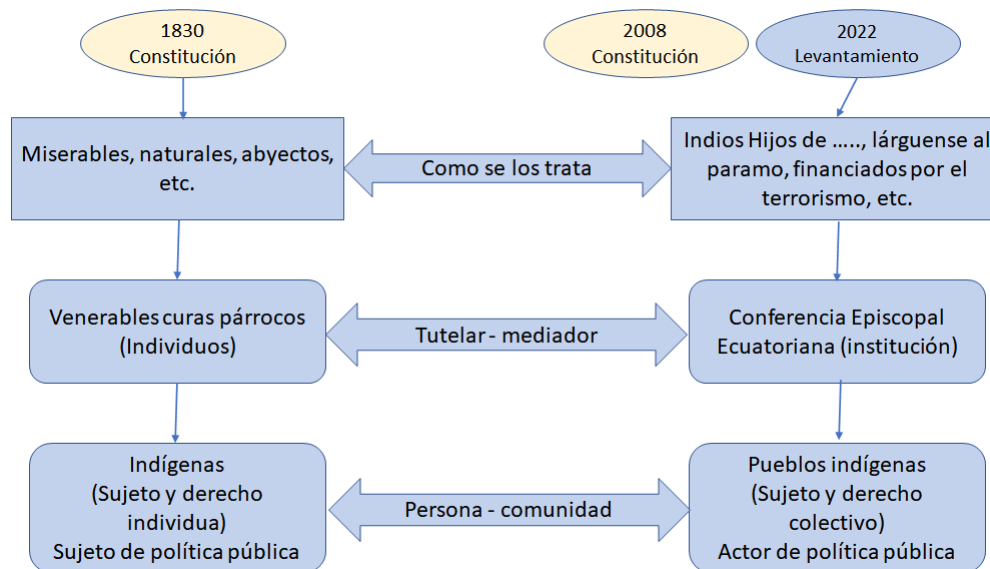 1830
Constitución
2008
Constitución
2022
Levantamiento
Miserables, naturales, abyectos,
etc.
Como se los trata
Indios Hijos de ....., lárguense al
paramo, financiados por el
terrorismo, etc.
Venerables curas párrocos
(Individuos)
Tutelar - mediador
Conferencia Episcopal
Ecuatoriana (institución)
Indígenas
(Sujeto y derecho
individua)
Sujeto de política pública
Persona - comunidad
Pueblos indígenas
(Sujeto y derecho
colectivo)
Actor de política pública